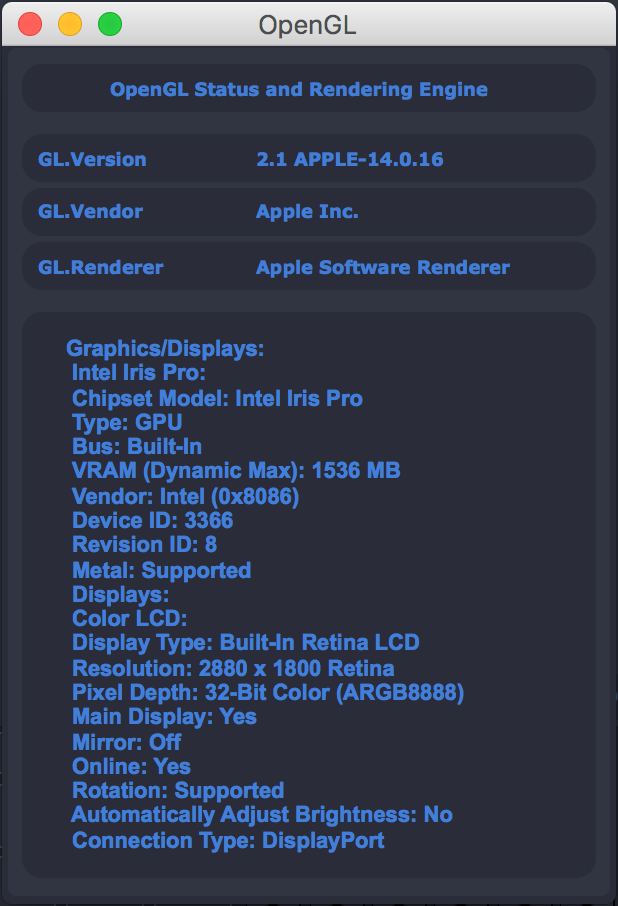 OpenGL
OpenGL Status and Rendering Engine
GL.Version 2.1 APPLE-14.0.16
GL.Vendor Apple Inc.
GL.Renderer Apple Software Renderer
Graphics/Displays:
Intel Iris Pro:
Chipset Model: Intel Iris Pro
Type: GPU
Bus: Built-In
VRAM (Dynamic Max): 1536 MB
Vendor: Intel (0x8086)
Device ID: 3366
Revision ID: 8
Metal: Supported
Displays:
Color LCD:
Display Type: Built-In Retina LCD
Resolution: 2880 x 1800 Retina
Pixel Depth: 32-Bit Color (ARGB8888)
Main Display: Yes
Mirror: Off
Online: Yes
Rotation: Supported
Automatically Adjust Brightness: No
Connection Type: DisplayPort